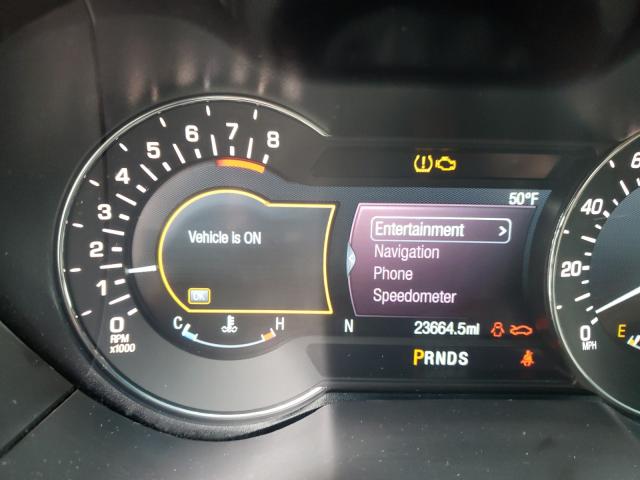 8
7
6
5
4
3
2
1
0
RPM
x1000
Vehicle is ON
OK
C
H
50°F
Entertainment >
Navigation
Phone
Speedometer
N
23664.5mi
PRNDS
6
40
20
0
MPH
E